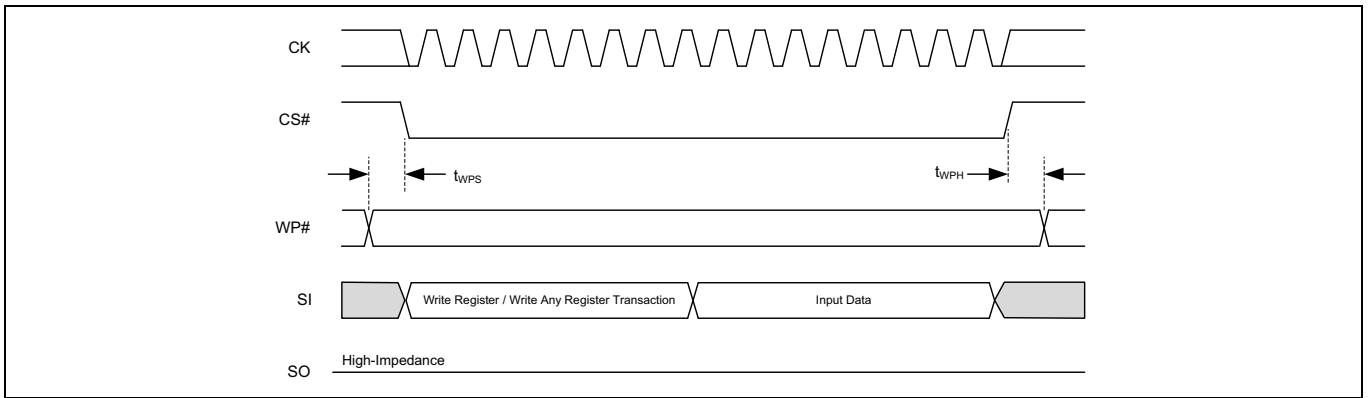 CK
CS#
tWPS
tWPH
WP#
SI
Write Register / Write Any Register Transaction
Input Data
High-Impedance
SO